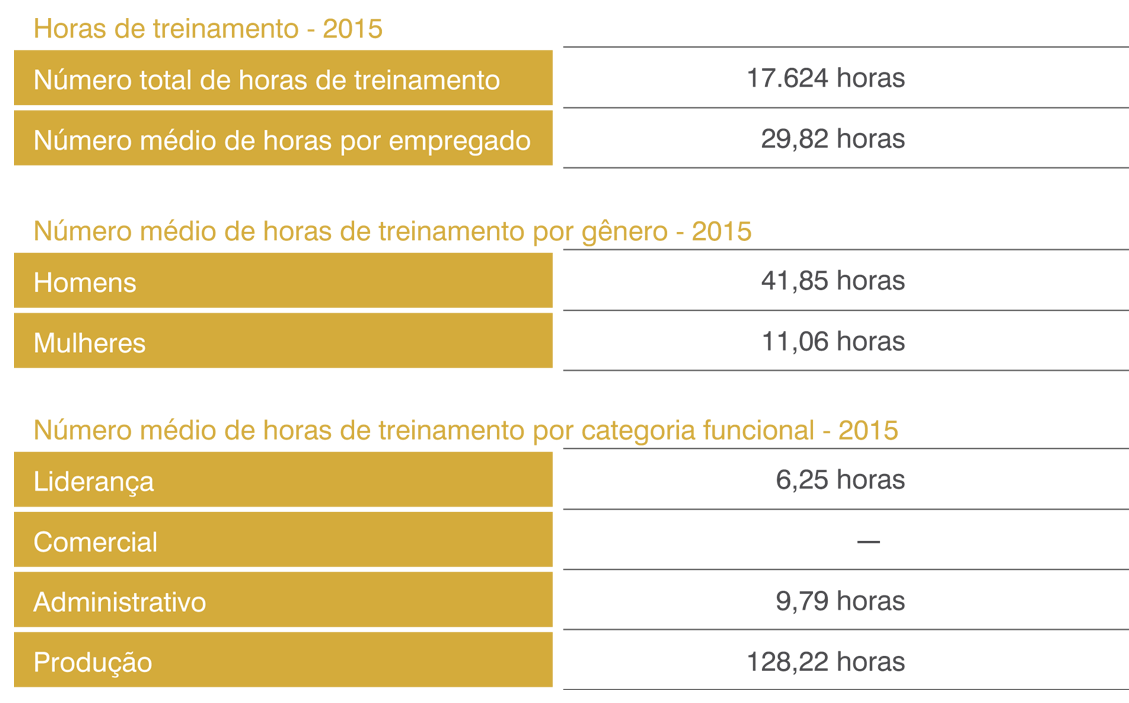 Horas de treinamento - 2015
Número total de horas de treinamento 17.624 horas
Número médio de horas por empregado 29,82 horas
Número médio de horas de treinamento por gênero - 2015
Homens 41,85 horas
Mulheres 11,06 horas
Número médio de horas de treinamento por categoria funcional - 2015
Liderança 6,25 horas
Comercial —
Administrativo 9,79 horas
Produção 128,22 horas